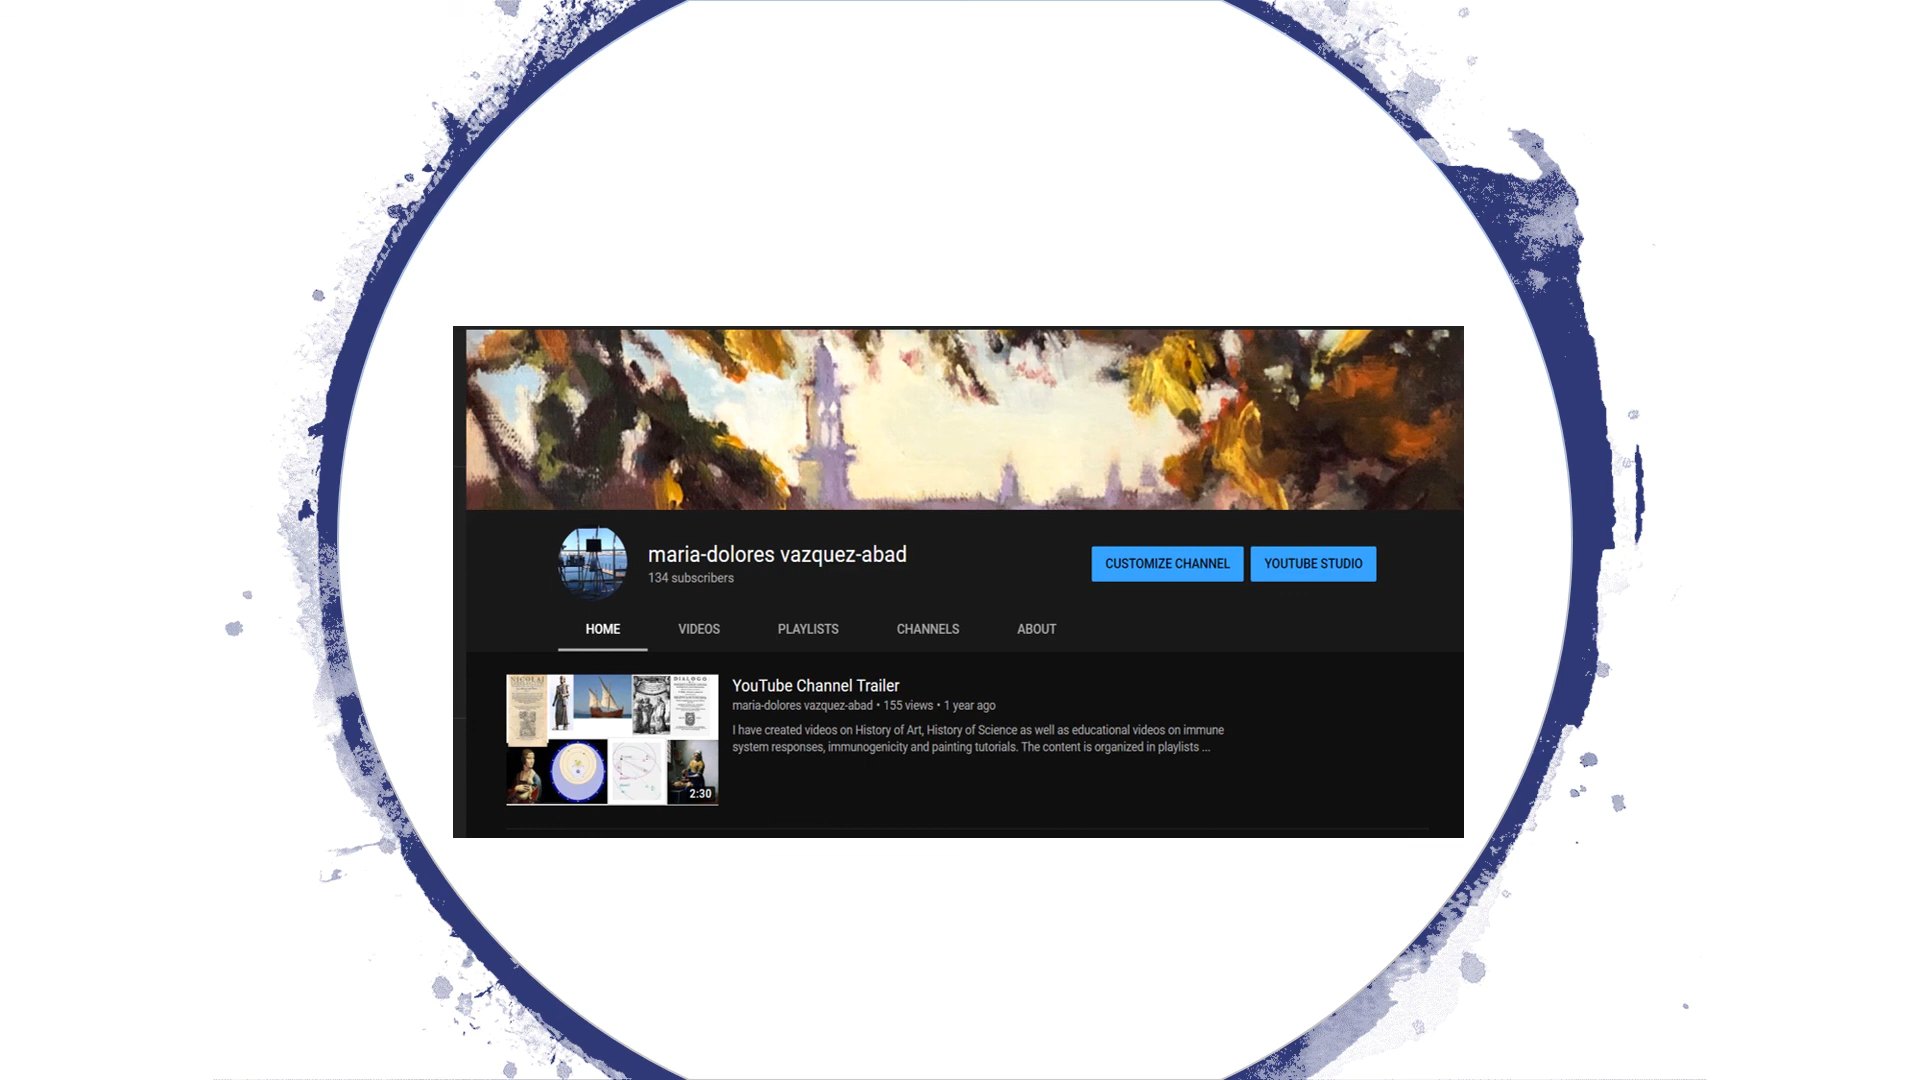 maria-dolores vazquez-abad
134 subscribers
CUSTOMIZE CHANNEL
YOUTUBE STUDIO
HOME
VIDEOS
PLAYLISTS
CHANNELS
ABOUT
NICOLAI
DIALOGO
2:30
YouTube Channel Trailer
maria-dolores vazquez-abad • 155 views • 1 year ago
I have created videos on History of Art, History of Science as well as educational videos on immune
system responses, immunogenicity and painting tutorials. The content is organized in playlists ...